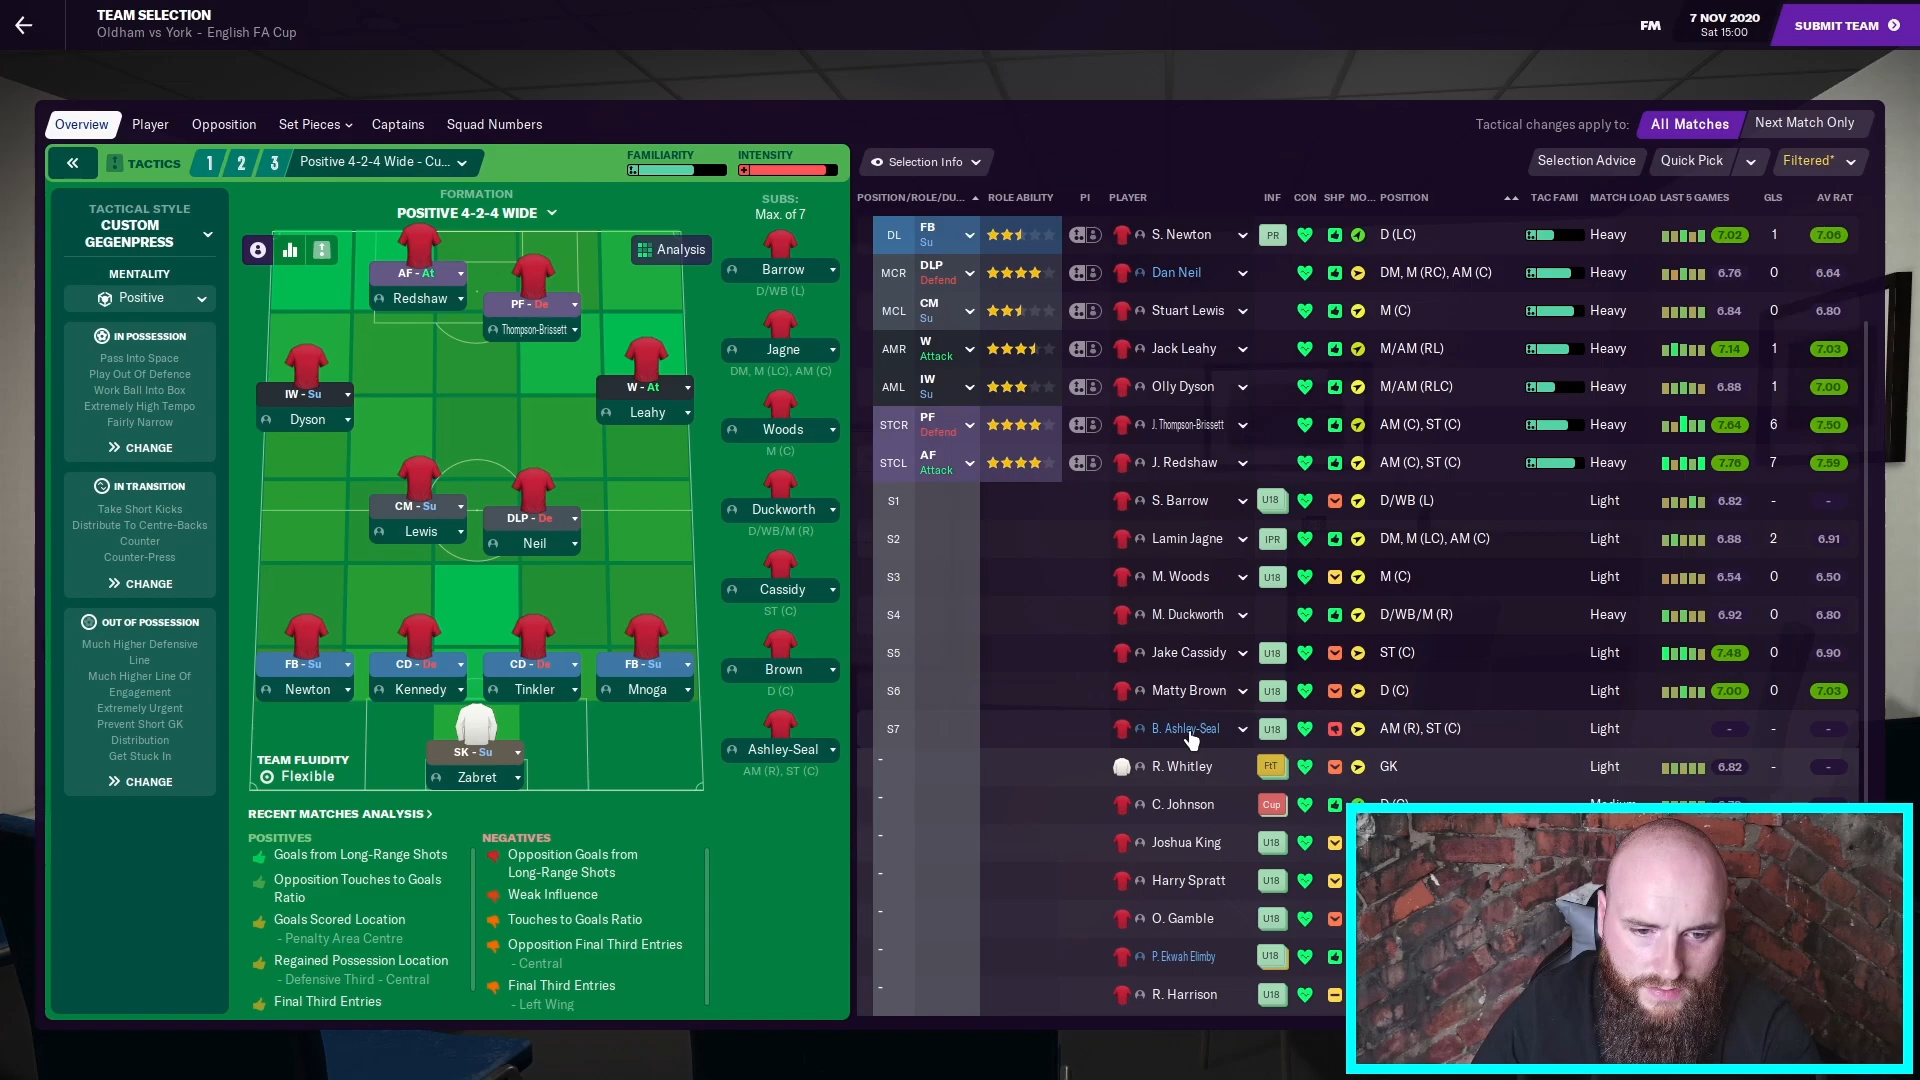 TEAM SELECTION
Oldham vs York - English FA Cup
FM
7 NOV 2020
Sat 15:00
SUBMIT TEAM
Overview
Player
Opposition
Set Pieces
Captains
Squad Numbers
Tactical changes apply to:
All Matches
Next Match Only
TACTICS
1
2
3
Positive 4-2-4 Wide - Cu...
FAMILIARITY
INTENSITY
Selection Info
Selection Advice
Quick Pick
Filtered*
TACTICAL STYLE
CUSTOM
GEGENPRESS
MENTALITY
Positive
IN POSSESSION
Pass Into Space
Play Out Of Defence
Work Ball Into Box
Extremely High Tempo
Fairly Narrow
CHANGE
IN TRANSITION
Take Short Kicks
Distribute To Centre-Backs
Counter
Counter-Press
CHANGE
OUT OF POSSESSION
Much Higher Defensive
Line
Much Higher Line Of
Engagement
Extremely Urgent
Prevent Short GK
Distribution
Get Stuck In
CHANGE
FORMATION
POSITIVE 4-2-4 WIDE
Analysis
AF - At
Redshaw
PF - De
Thompson-Brissett
IW - Su
Dyson
W - At
Leahy
CM - Su
Lewis
DLP - De
Neil
FB - Su
Newton
CD - De
Kennedy
CD - De
Tinkler
FB - Su
Mnoga
SK - Su
Zabret
TEAM FLUIDITY
Flexible
SUBS:
Max. of 7
Barrow
D/WB (L)
Jagne
DM, M (LC), AM (C)
Woods
M (C)
Duckworth
D/WB/M (R)
Cassidy
ST (C)
Brown
D (C)
Ashley-Seal
AM (R), ST (C)
RECENT MATCHES ANALYSIS
POSITIVES
Goals from Long-Range Shots
Opposition Touches to Goals
Ratio
Goals Scored Location
- Penalty Area Centre
Regained Possession Location
- Defensive Third - Central
Final Third Entries
NEGATIVES
Opposition Goals from
Long-Range Shots
Weak Influence
Touches to Goals Ratio
Opposition Final Third Entries
- Central
Final Third Entries
- Left Wing
POSITION/ROLE/DU... ROLE ABILITY PI PLAYER INF CON SHP MO... POSITION TAC FAMI MATCH LOAD LAST 5 GAMES GLS AV RAT
DL FB Su S. Newton PR D (LC) Heavy 7.02 1 7.06
MCR DLP Defend Dan Neil DM, M (RC), AM (C) Heavy 6.76 0 6.64
MCL CM Su Stuart Lewis M (C) Heavy 6.84 0 6.80
AMR W Attack Jack Leahy M/AM (RL) Heavy 7.14 1 7.03
AML IW Su Olly Dyson M/AM (RLC) Heavy 6.88 1 7.00
STCR PF Defend J. Thompson-Brissett AM (C), ST (C) Heavy 7.64 6 7.50
STCL AF Attack J. Redshaw AM (C), ST (C) Heavy 7.76 7 7.59
S1 S. Barrow U18 D/WB (L) Light 6.82 - -
S2 Lamin Jagne IPR DM, M (LC), AM (C) Light 6.88 2 6.91
S3 M. Woods U18 M (C) Light 6.54 0 6.50
S4 M. Duckworth D/WB/M (R) Heavy 6.92 0 6.80
S5 Jake Cassidy U18 ST (C) Light 7.48 0 6.90
S6 Matty Brown U18 D (C) Light 7.00 0 7.03
S7 B. Ashley-Seal U18 AM (R), ST (C) Light - - -
- R. Whitley FtT GK Light 6.82 - -
- C. Johnson Cup
- Joshua King U18
- Harry Spratt U18
- O. Gamble U18
- P. Ekwah Elimby U18
- R. Harrison U18